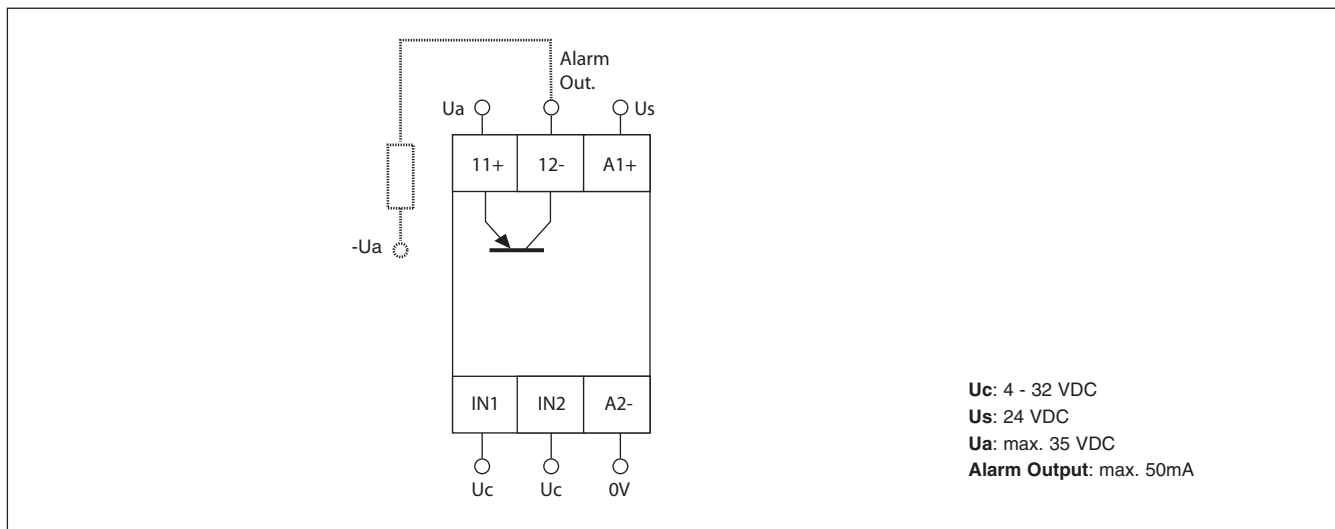 Alarm
Out.
Ua
Us
11+
12-
A1+
-Ua
IN1
IN2
A2-
Uc
Uc
0V
Uc: 4 - 32 VDC
Us: 24 VDC
Ua: max. 35 VDC
Alarm Output: max. 50mA